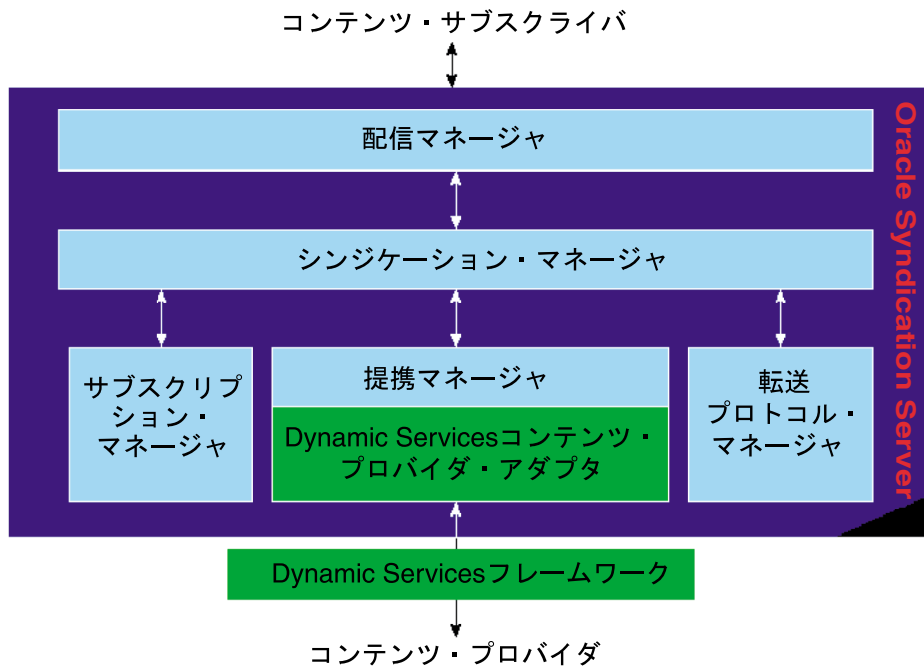 コンテンツ・サブスクライバ
Oracle Syndication Server
配信マネージャ
シンジケーション・マネージャ
サブスクリプ
ション・
マネージャ
提携マネージャ
Dynamic Servicesコンテンツ・
プロバイダ・アダプタ
転送
プロトコル・
マネージャ
Dynamic Servicesフレームワーク
コンテンツ・プロバイダ